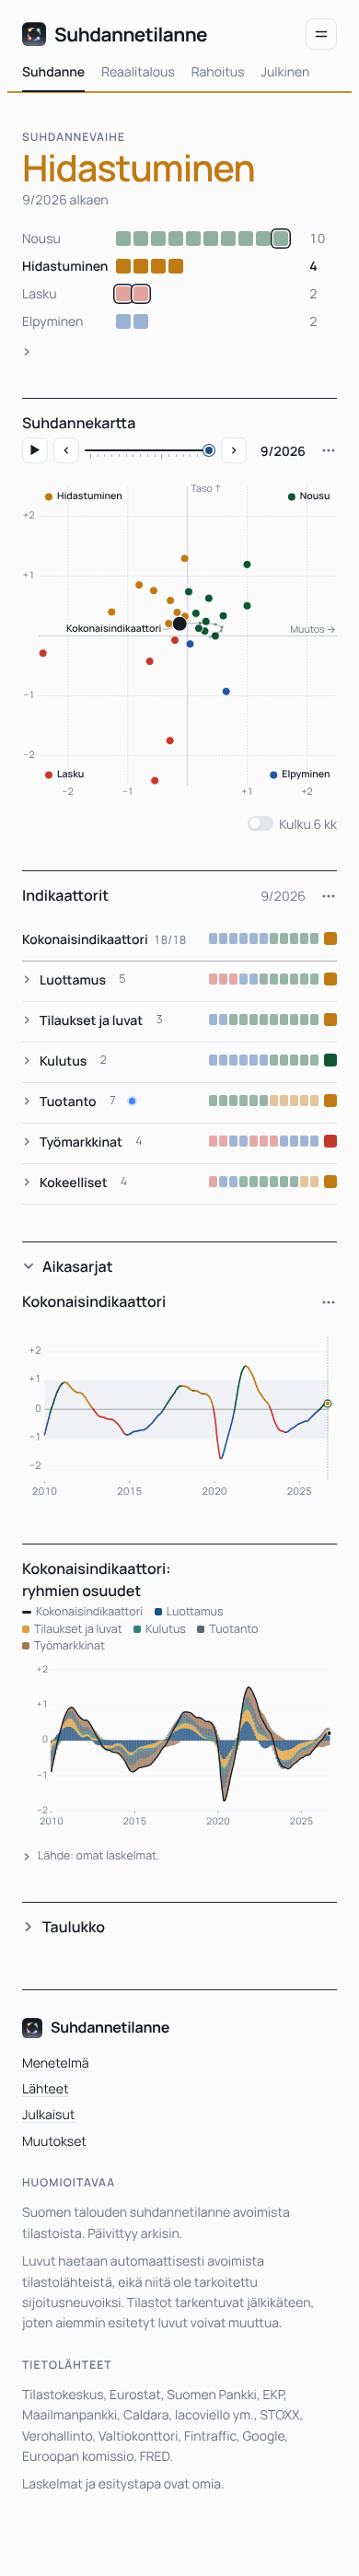 Suhdannetilanne
Suhdanne Reaalitalous Rahoitus Julkinen
SUHDANNEVAIHE
Hidastuminen
9/2026 alkaen
Nousu 10
Hidastuminen 4
Lasku 2
Elpyminen 2
Suhdannekartta
9/2026
Taso ↑
Hidastuminen Nousu
+2
+1
Kokonaisindikaattori
Muutos →
−1
−2
Lasku Elpyminen
−2 −1 +1 +2
Kulku 6 kk
Indikaattorit 9/2026
Kokonaisindikaattori 18/18
Luottamus 5
Tilaukset ja luvat 3
Kulutus 2
Tuotanto 7
Työmarkkinat 4
Kokeelliset 4
Aikasarjat
Kokonaisindikaattori
+2
+1
0
−1
−2
2010 2015 2020 2025
Kokonaisindikaattori:
ryhmien osuudet
Kokonaisindikaattori Luottamus
Tilaukset ja luvat Kulutus Tuotanto
Työmarkkinat
+2
+1
0
−1
−2
2010 2015 2020 2025
Lähde: omat laskelmat.
Taulukko
Suhdannetilanne
Menetelmä
Lähteet
Julkaisut
Muutokset
HUOMIOITAVAA
Suomen talouden suhdannetilanne avoimista
tilastoista. Päivittyy arkisin.
Luvut haetaan automaattisesti avoimista
tilastolähteistä, eikä niitä ole tarkoitettu
sijoitusneuvoiksi. Tilastot tarkentuvat jälkikäteen,
joten aiemmin esitetyt luvut voivat muuttua.
TIETOLÄHTEET
Tilastokeskus, Eurostat, Suomen Pankki, EKP,
Maailmanpankki, Caldara, Iacoviello ym., STOXX,
Verohallinto, Valtiokonttori, Fintraffic, Google,
Euroopan komissio, FRED.
Laskelmat ja esitystapa ovat omia.